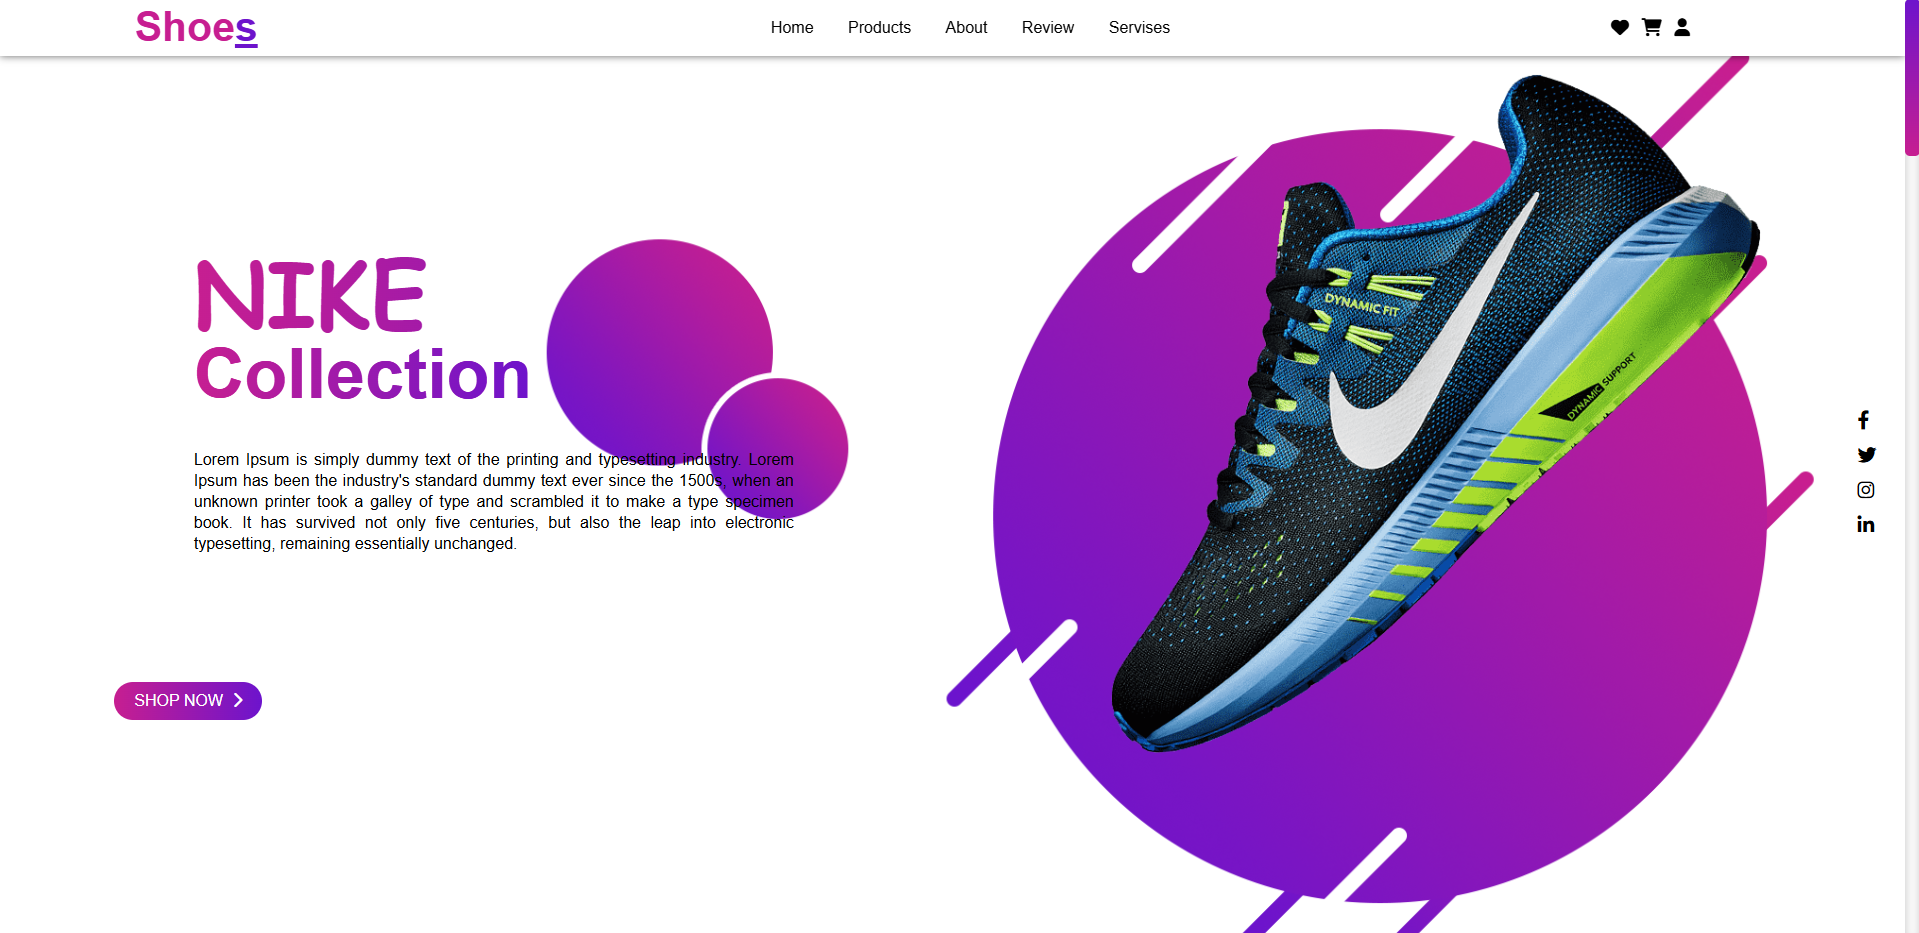 Shoes
Home Products About Review Servises
NIKE
Collection
Lorem Ipsum is simply dummy text of the printing and typesetting industry. Lorem
Ipsum has been the industry's standard dummy text ever since the 1500s, when an
unknown printer took a galley of type and scrambled it to make a type specimen
book. It has survived not only five centuries, but also the leap into electronic
typesetting, remaining essentially unchanged.
SHOP NOW
DYNAMIC FIT
DYNAMIC SUPPORT